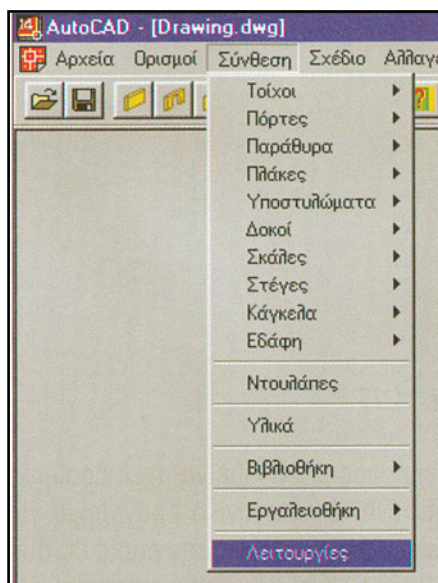 AutoCAD - [Drawing.dwg]
Αρχεία Ορισμοί Σύνθεση Σχέδιο
Τοίχοι
Πόρτες
Παράθυρα
Πλάκες
Υποστυλώματα
Δοκοί
Σκάλες
Στέγες
Κάγκελα
Εδάφη
Ντουλάπες
Υλικά
Βιβλιοθήκη
Εργαλειοθήκη
Λειτουργίες